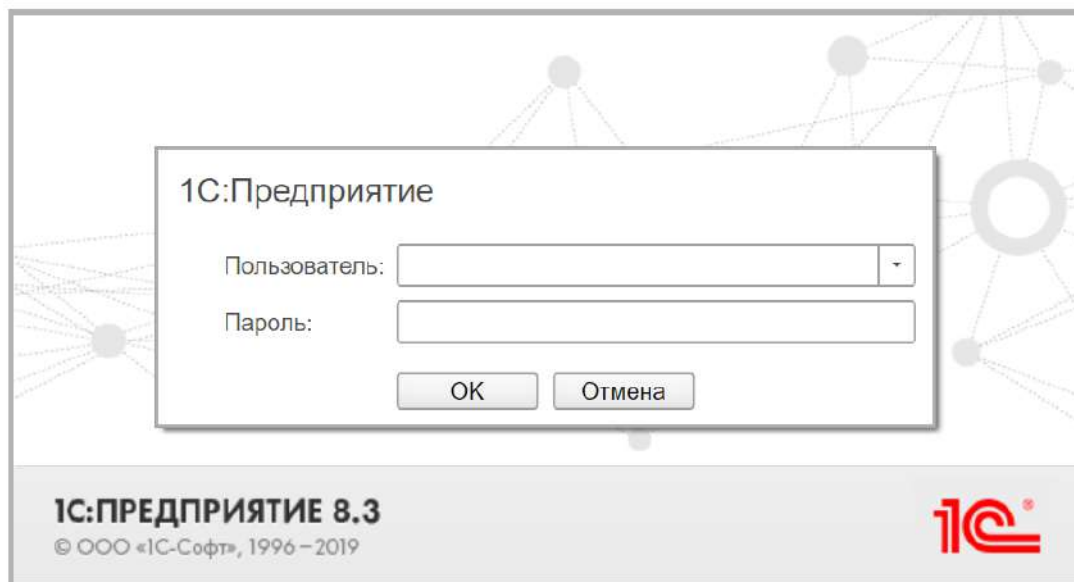 1С:Предприятие
Пользователь:
Пароль:
OK
Отмена
1С:ПРЕДПРИЯТИЕ 8.3
© ООО «1С-Софт», 1996–2019
1С®